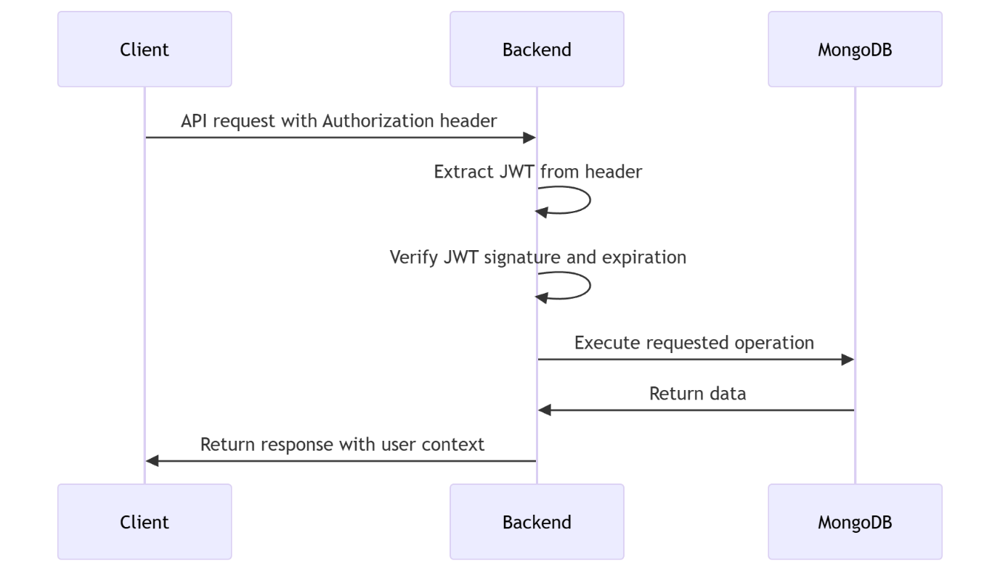 Client
Backend
MongoDB
API request with Authorization header
Extract JWT from header
Verify JWT signature and expiration
Execute requested operation
Return data
Return response with user context
Client
Backend
MongoDB